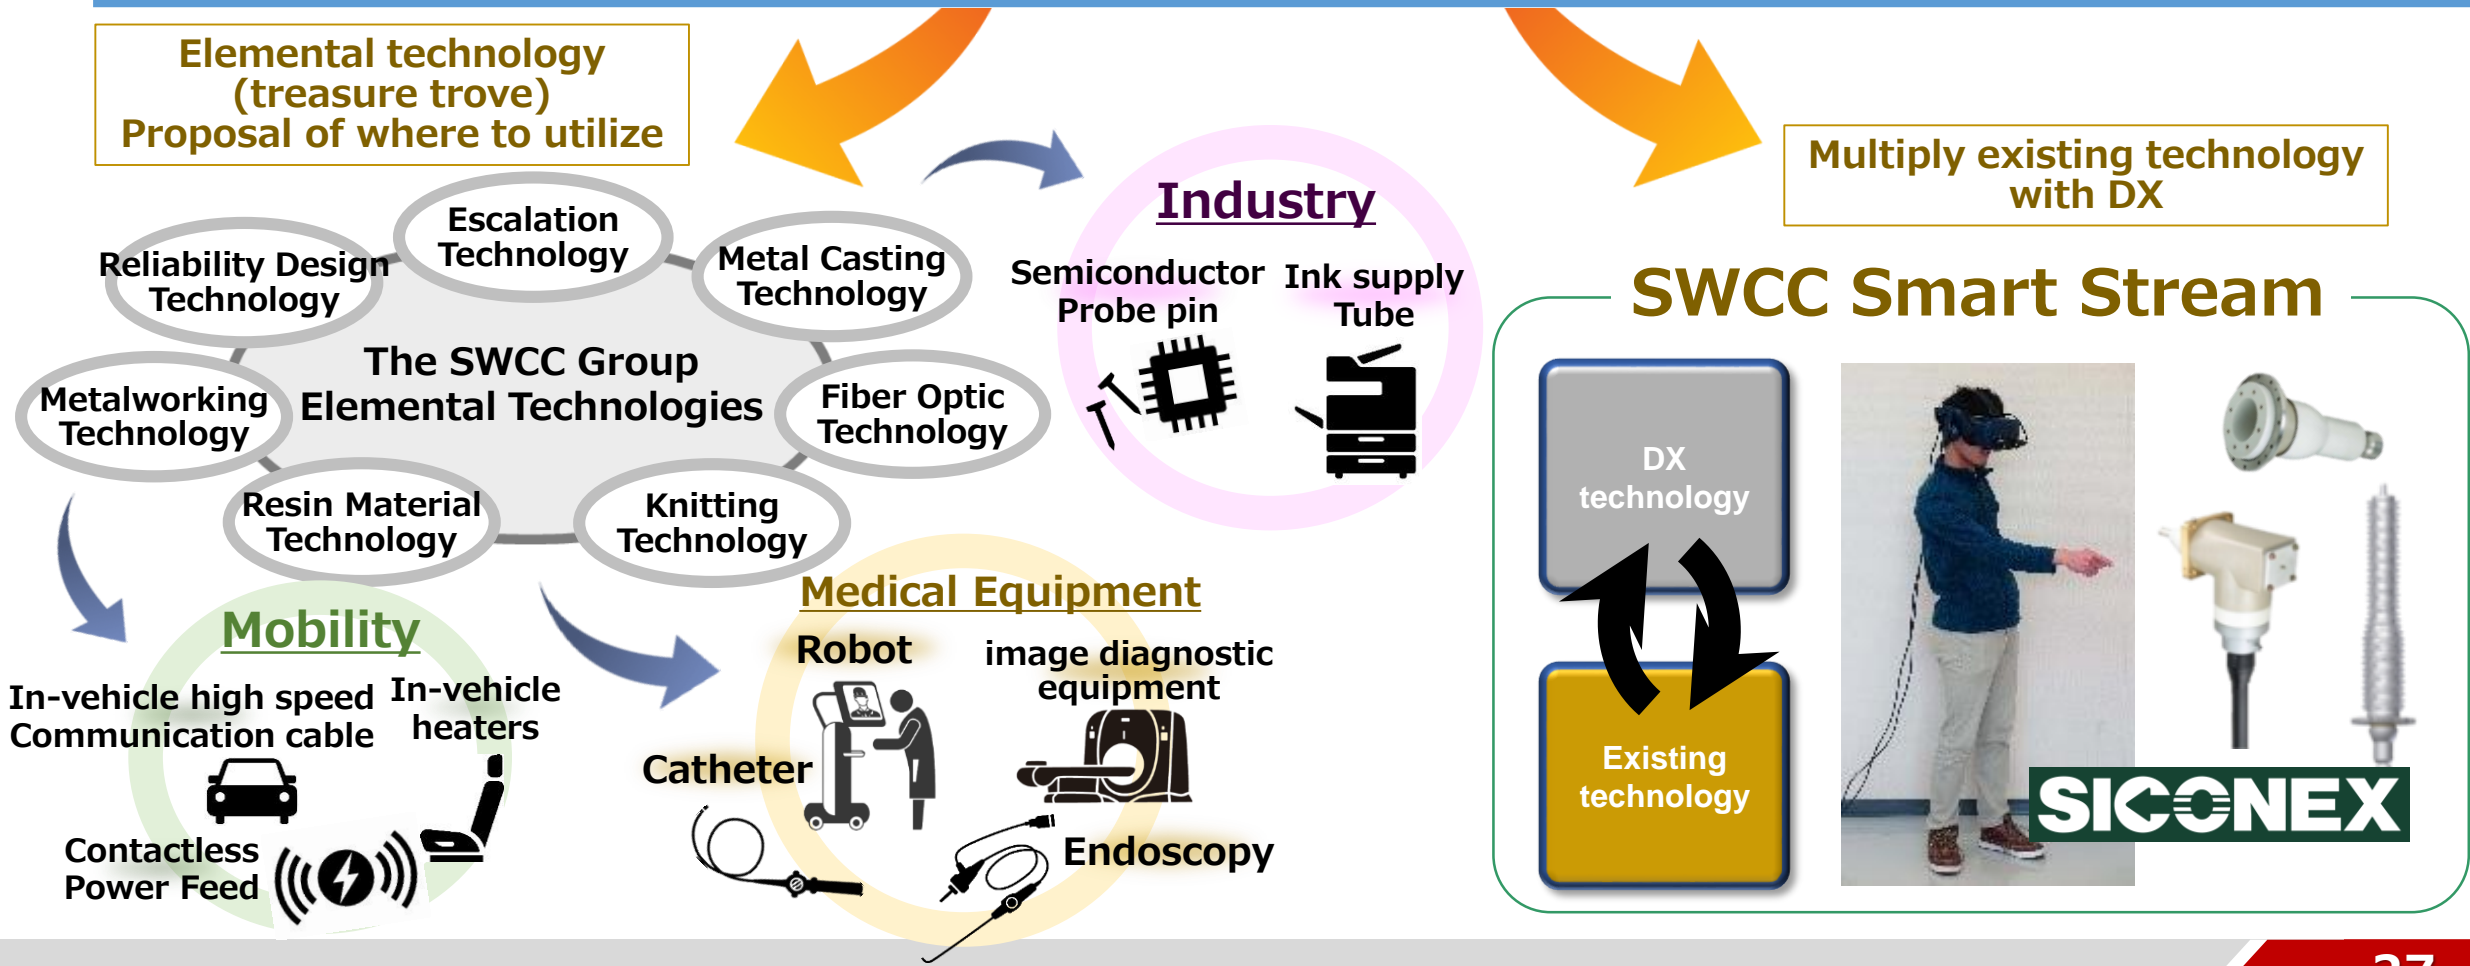 Elemental technology
(treasure trove)
Proposal of where to utilize
Multiply existing technology
with DX
Escalation
Technology
Reliability Design
Technology
Metal Casting
Technology
The SWCC Group
Elemental Technologies
Metalworking
Technology
Fiber Optic
Technology
Resin Material
Technology
Knitting
Technology
Industry
Semiconductor
Probe pin
Ink supply
Tube
Mobility
In-vehicle high speed
Communication cable
In-vehicle
heaters
Contactless
Power Feed
Medical Equipment
Robot
image diagnostic
equipment
Catheter
Endoscopy
SWCC Smart Stream
DX
technology
Existing
technology
SICONEX
27